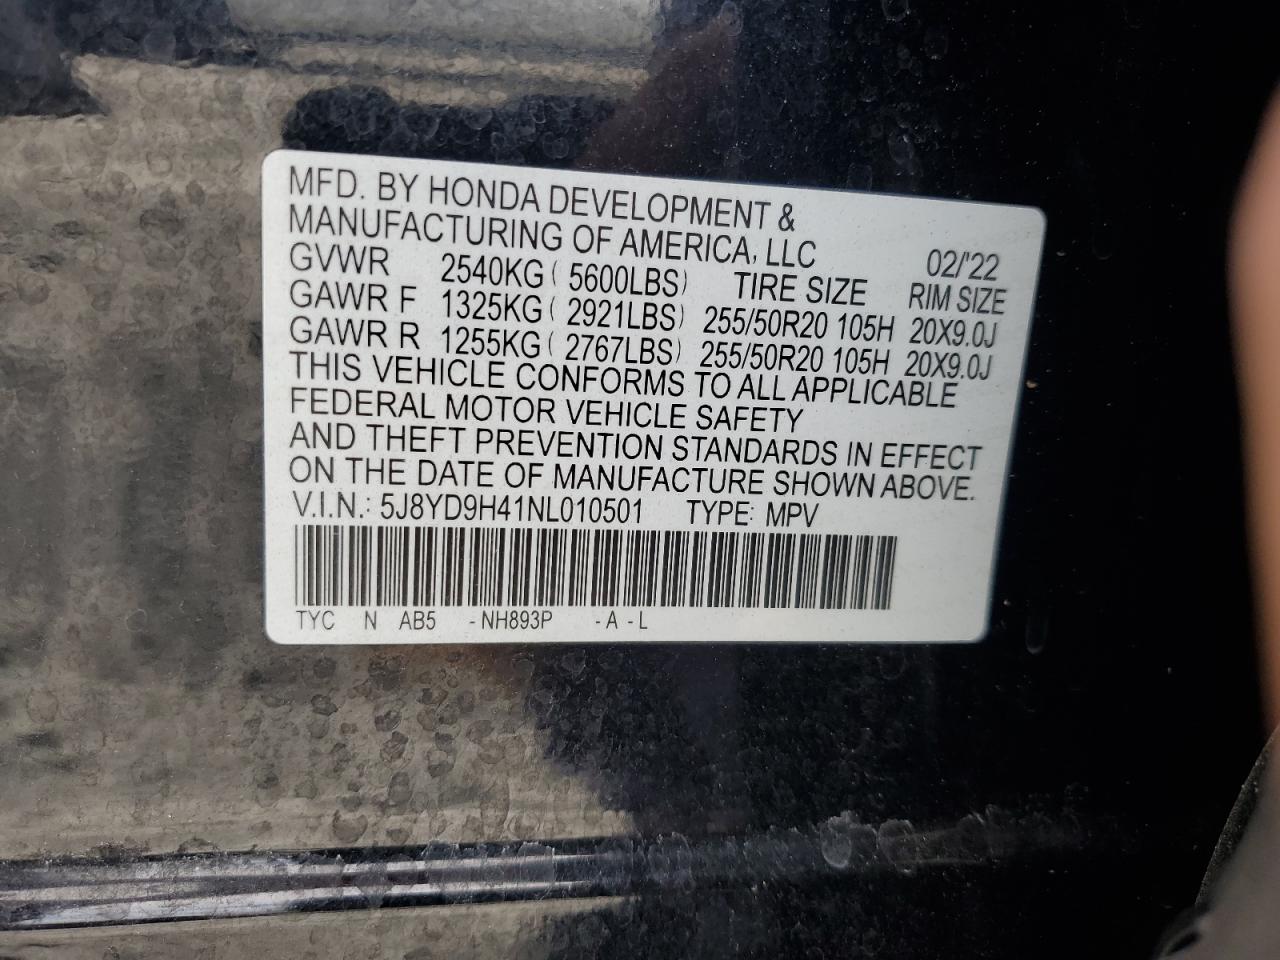 MFD. BY HONDA DEVELOPMENT &
MANUFACTURING OF AMERICA, LLC 02/'22
GVWR 2540KG ( 5600LBS) TIRE SIZE RIM SIZE
GAWR F 1325KG ( 2921LBS) 255/50R20 105H 20X9.0J
GAWR R 1255KG ( 2767LBS) 255/50R20 105H 20X9.0J
THIS VEHICLE CONFORMS TO ALL APPLICABLE
FEDERAL MOTOR VEHICLE SAFETY
AND THEFT PREVENTION STANDARDS IN EFFECT
ON THE DATE OF MANUFACTURE SHOWN ABOVE.
V.I.N.: 5J8YD9H41NL010501 TYPE: MPV
TYC N AB5 -NH893P -A -L